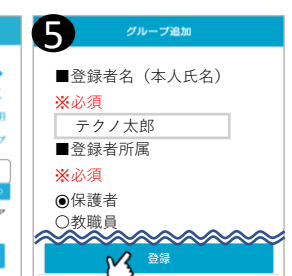 ❺
グループ追加
■登録者名（本人氏名）
※必須
テクノ太郎
■登録者所属
※必須
◉保護者
○教職員
登録